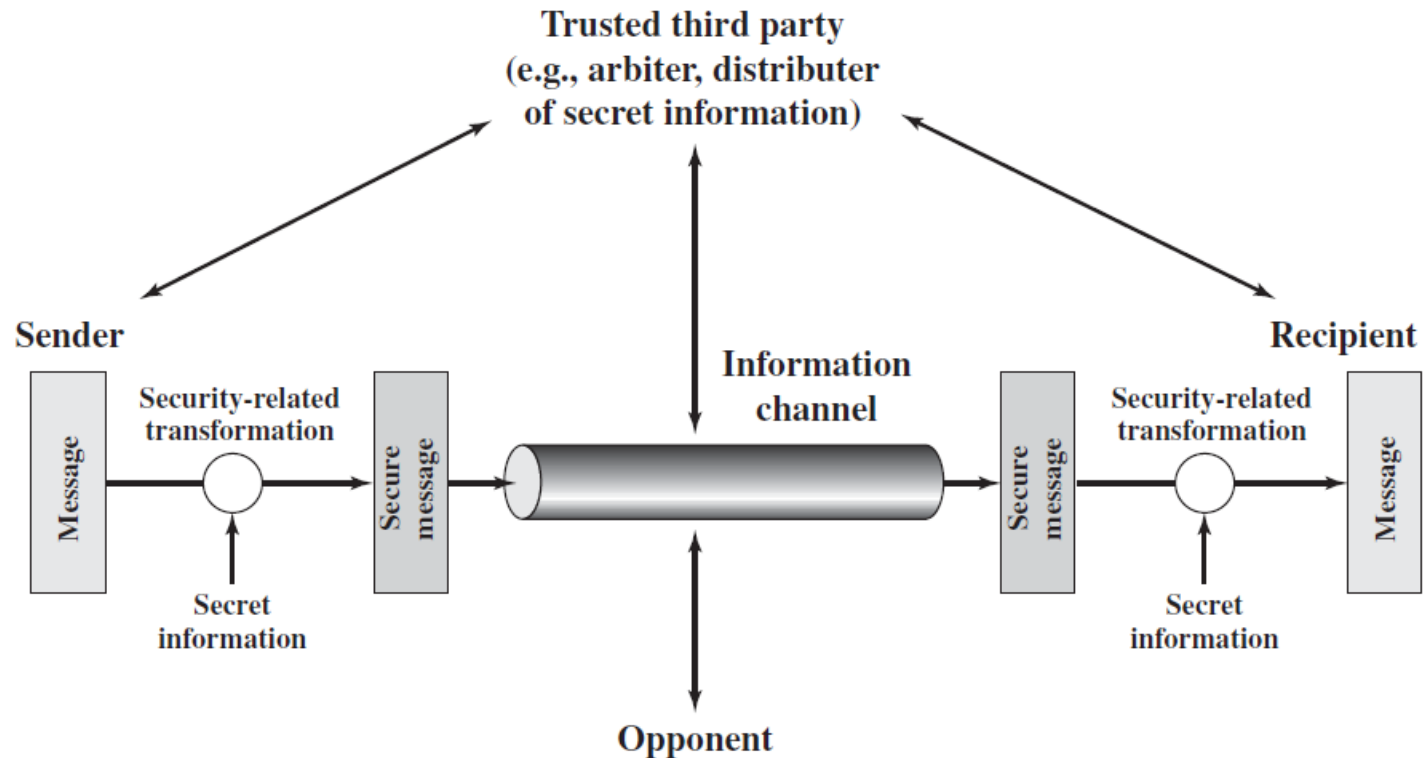 Trusted third party
(e.g., arbiter, distributer
of secret information)
Sender
Recipient
Information
channel
Security-related
transformation
Security-related
transformation
Message
Secure
message
Secure
message
Message
Secret
information
Secret
information
Opponent